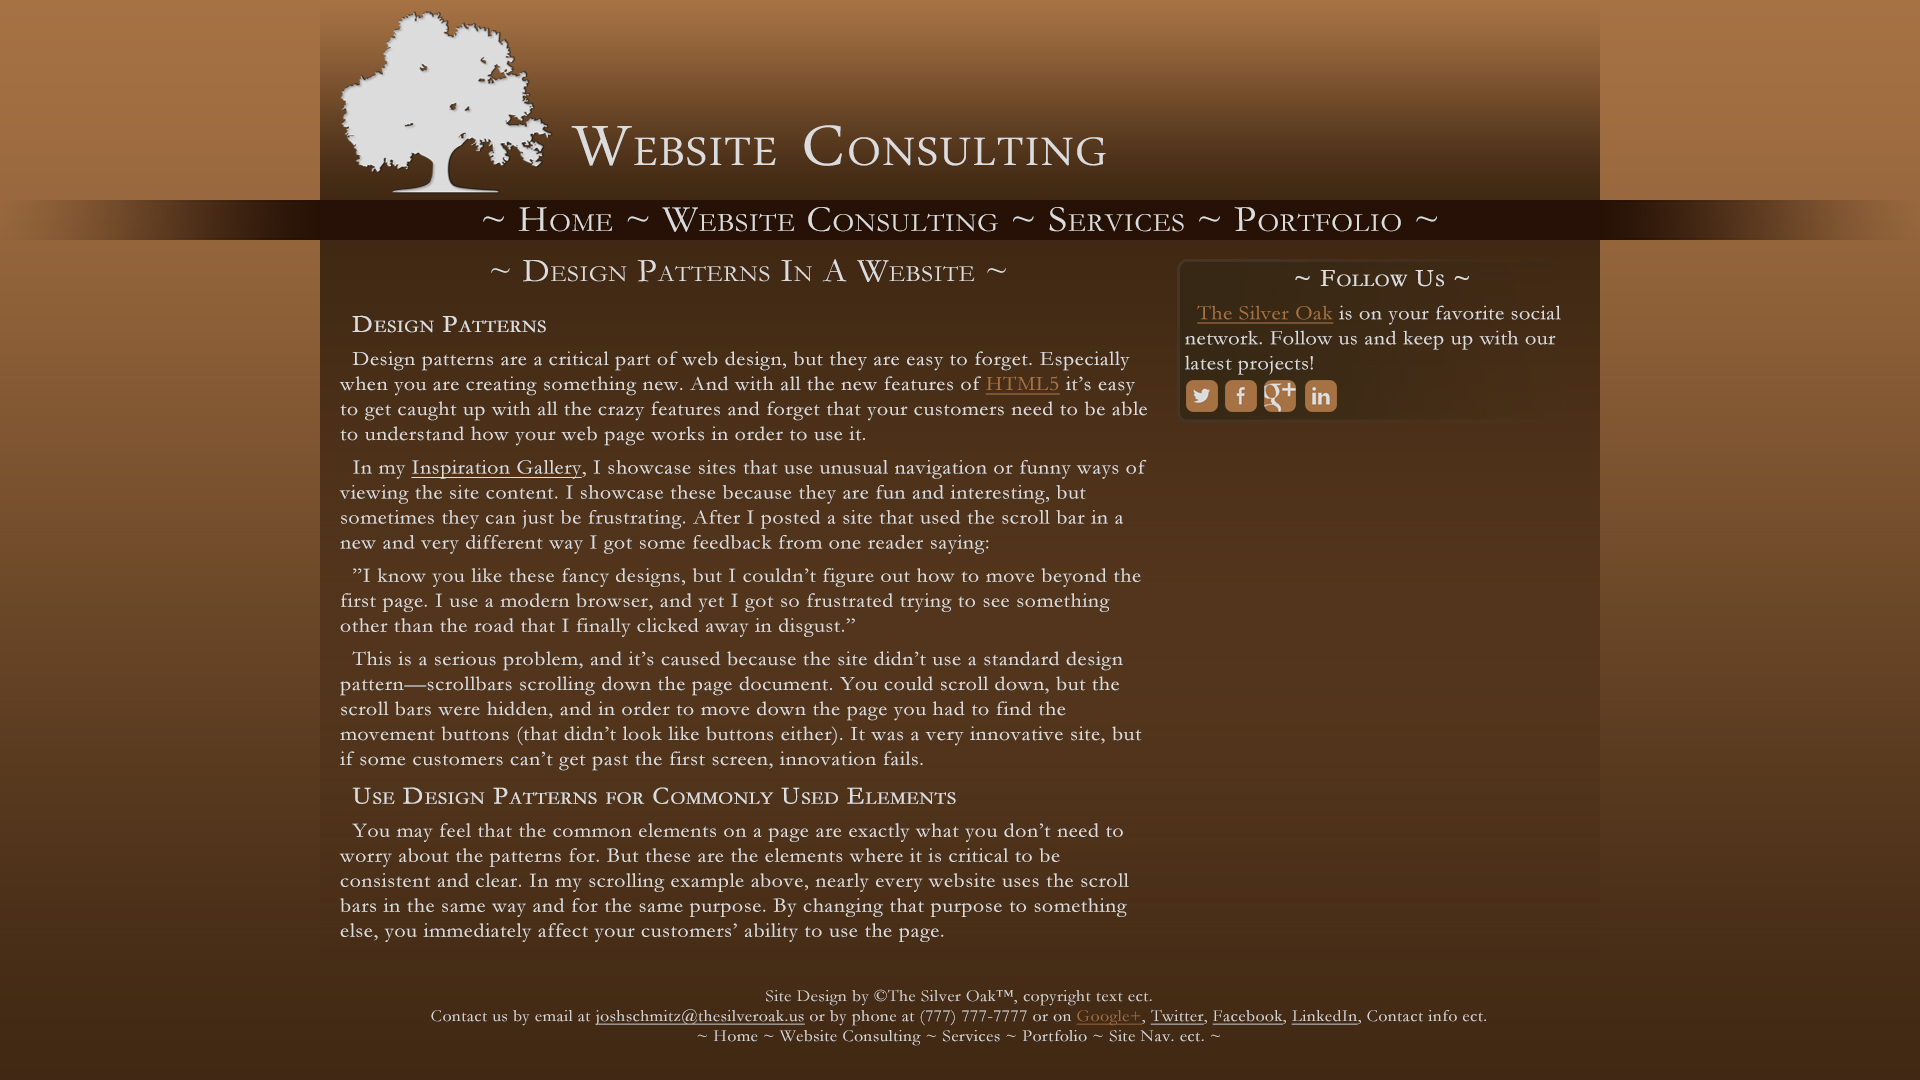 Website Consulting
~ Home ~ Website Consulting ~ Services ~ Portfolio ~
~ Design Patterns In A Website ~
Design Patterns
Design patterns are a critical part of web design, but they are easy to forget. Especially
when you are creating something new. And with all the new features of HTML5 it’s easy
to get caught up with all the crazy features and forget that your customers need to be able
to understand how your web page works in order to use it.
In my Inspiration Gallery, I showcase sites that use unusual navigation or funny ways of
viewing the site content. I showcase these because they are fun and interesting, but
sometimes they can just be frustrating. After I posted a site that used the scroll bar in a
new and very different way I got some feedback from one reader saying:
”I know you like these fancy designs, but I couldn’t figure out how to move beyond the
first page. I use a modern browser, and yet I got so frustrated trying to see something
other than the road that I finally clicked away in disgust.”
This is a serious problem, and it’s caused because the site didn’t use a standard design
pattern—scrollbars scrolling down the page document. You could scroll down, but the
scroll bars were hidden, and in order to move down the page you had to find the
movement buttons (that didn’t look like buttons either). It was a very innovative site, but
if some customers can’t get past the first screen, innovation fails.
Use Design Patterns for Commonly Used Elements
You may feel that the common elements on a page are exactly what you don’t need to
worry about the patterns for. But these are the elements where it is critical to be
consistent and clear. In my scrolling example above, nearly every website uses the scroll
bars in the same way and for the same purpose. By changing that purpose to something
else, you immediately affect your customers’ ability to use the page.
~ Follow Us ~
The Silver Oak is on your favorite social
network. Follow us and keep up with our
latest projects!
f g+ in
Site Design by ©The Silver Oak™, copyright text ect.
Contact us by email at joshschmitz@thesilveroak.us or by phone at (777) 777-7777 or on Google+, Twitter, Facebook, LinkedIn, Contact info ect.
~ Home ~ Website Consulting ~ Services ~ Portfolio ~ Site Nav. ect. ~